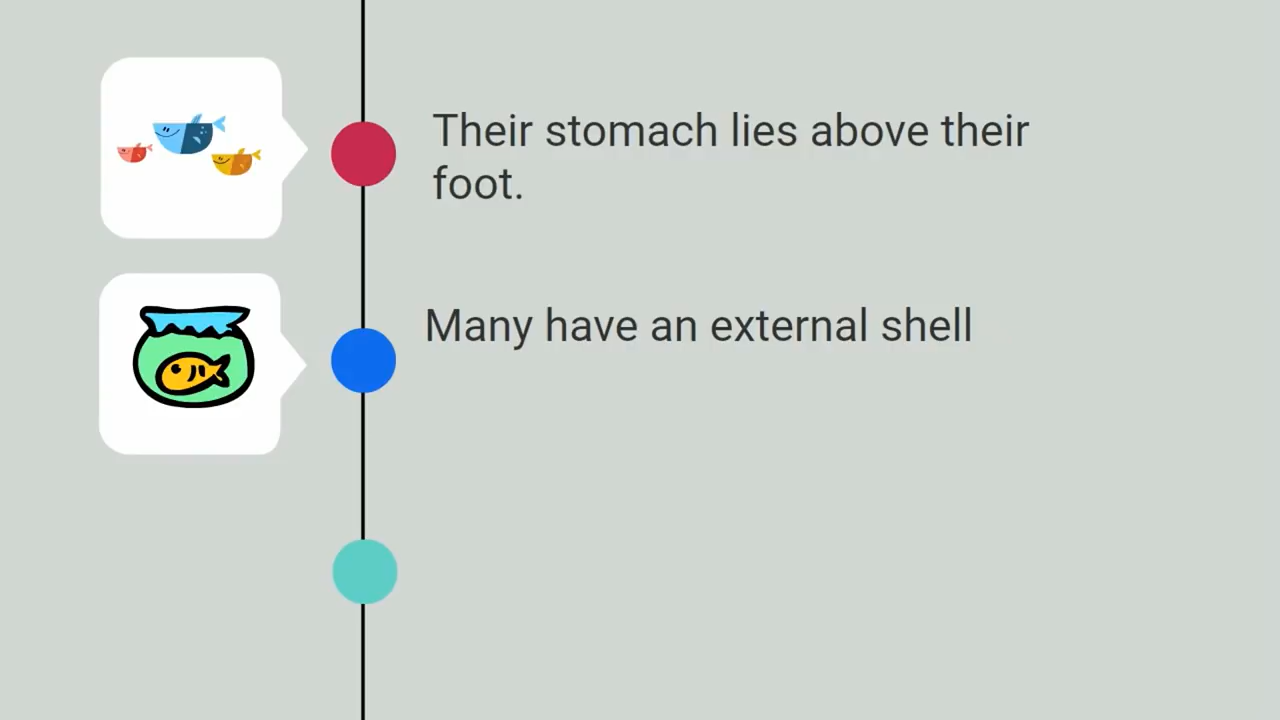 Their stomach lies above their
foot.
Many have an external shell